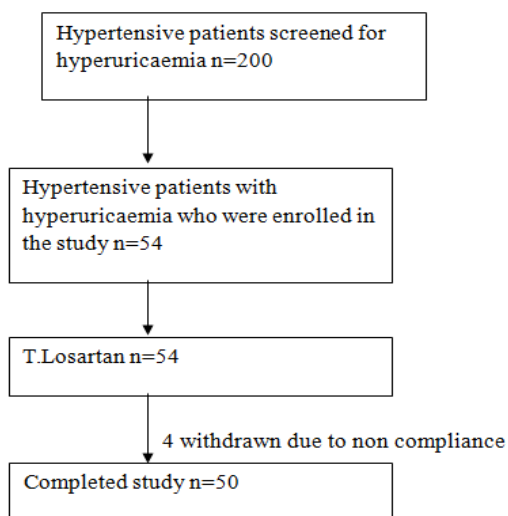 Hypertensive patients screened for
hyperuricaemia n=200
Hypertensive patients with
hyperuricaemia who were enrolled in
the study n=54
T.Losartan n=54
4 withdrawn due to non compliance
Completed study n=50